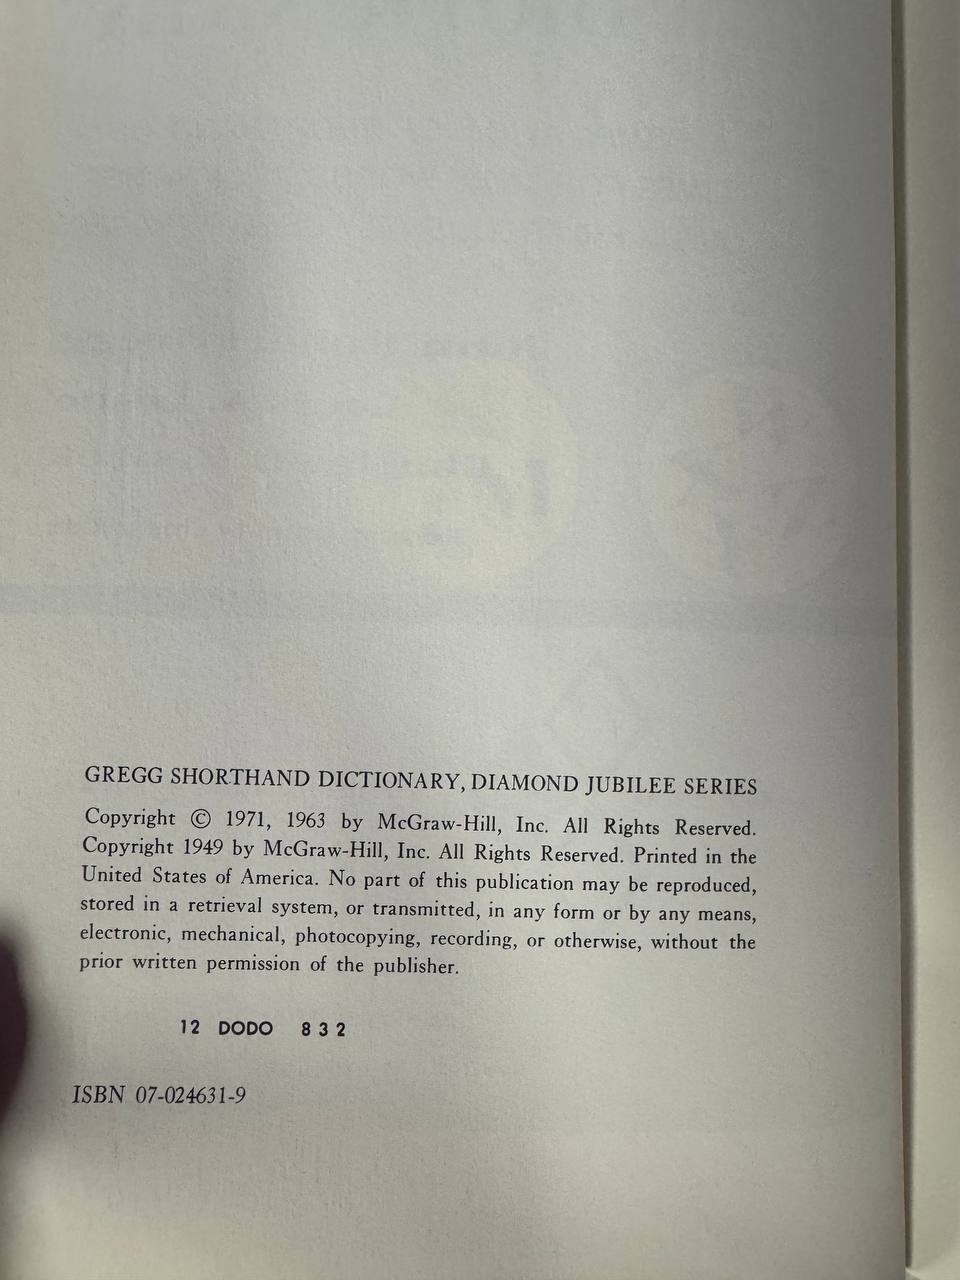 GREGG SHORTHAND DICTIONARY, DIAMOND JUBILEE SERIES
Copyright © 1971, 1963 by McGraw-Hill, Inc. All Rights Reserved.
Copyright 1949 by McGraw-Hill, Inc. All Rights Reserved. Printed in the
United States of America. No part of this publication may be reproduced,
stored in a retrieval system, or transmitted, in any form or by any means,
electronic, mechanical, photocopying, recording, or otherwise, without the
prior written permission of the publisher.
12 DODO 8 3 2
ISBN 07-024631-9